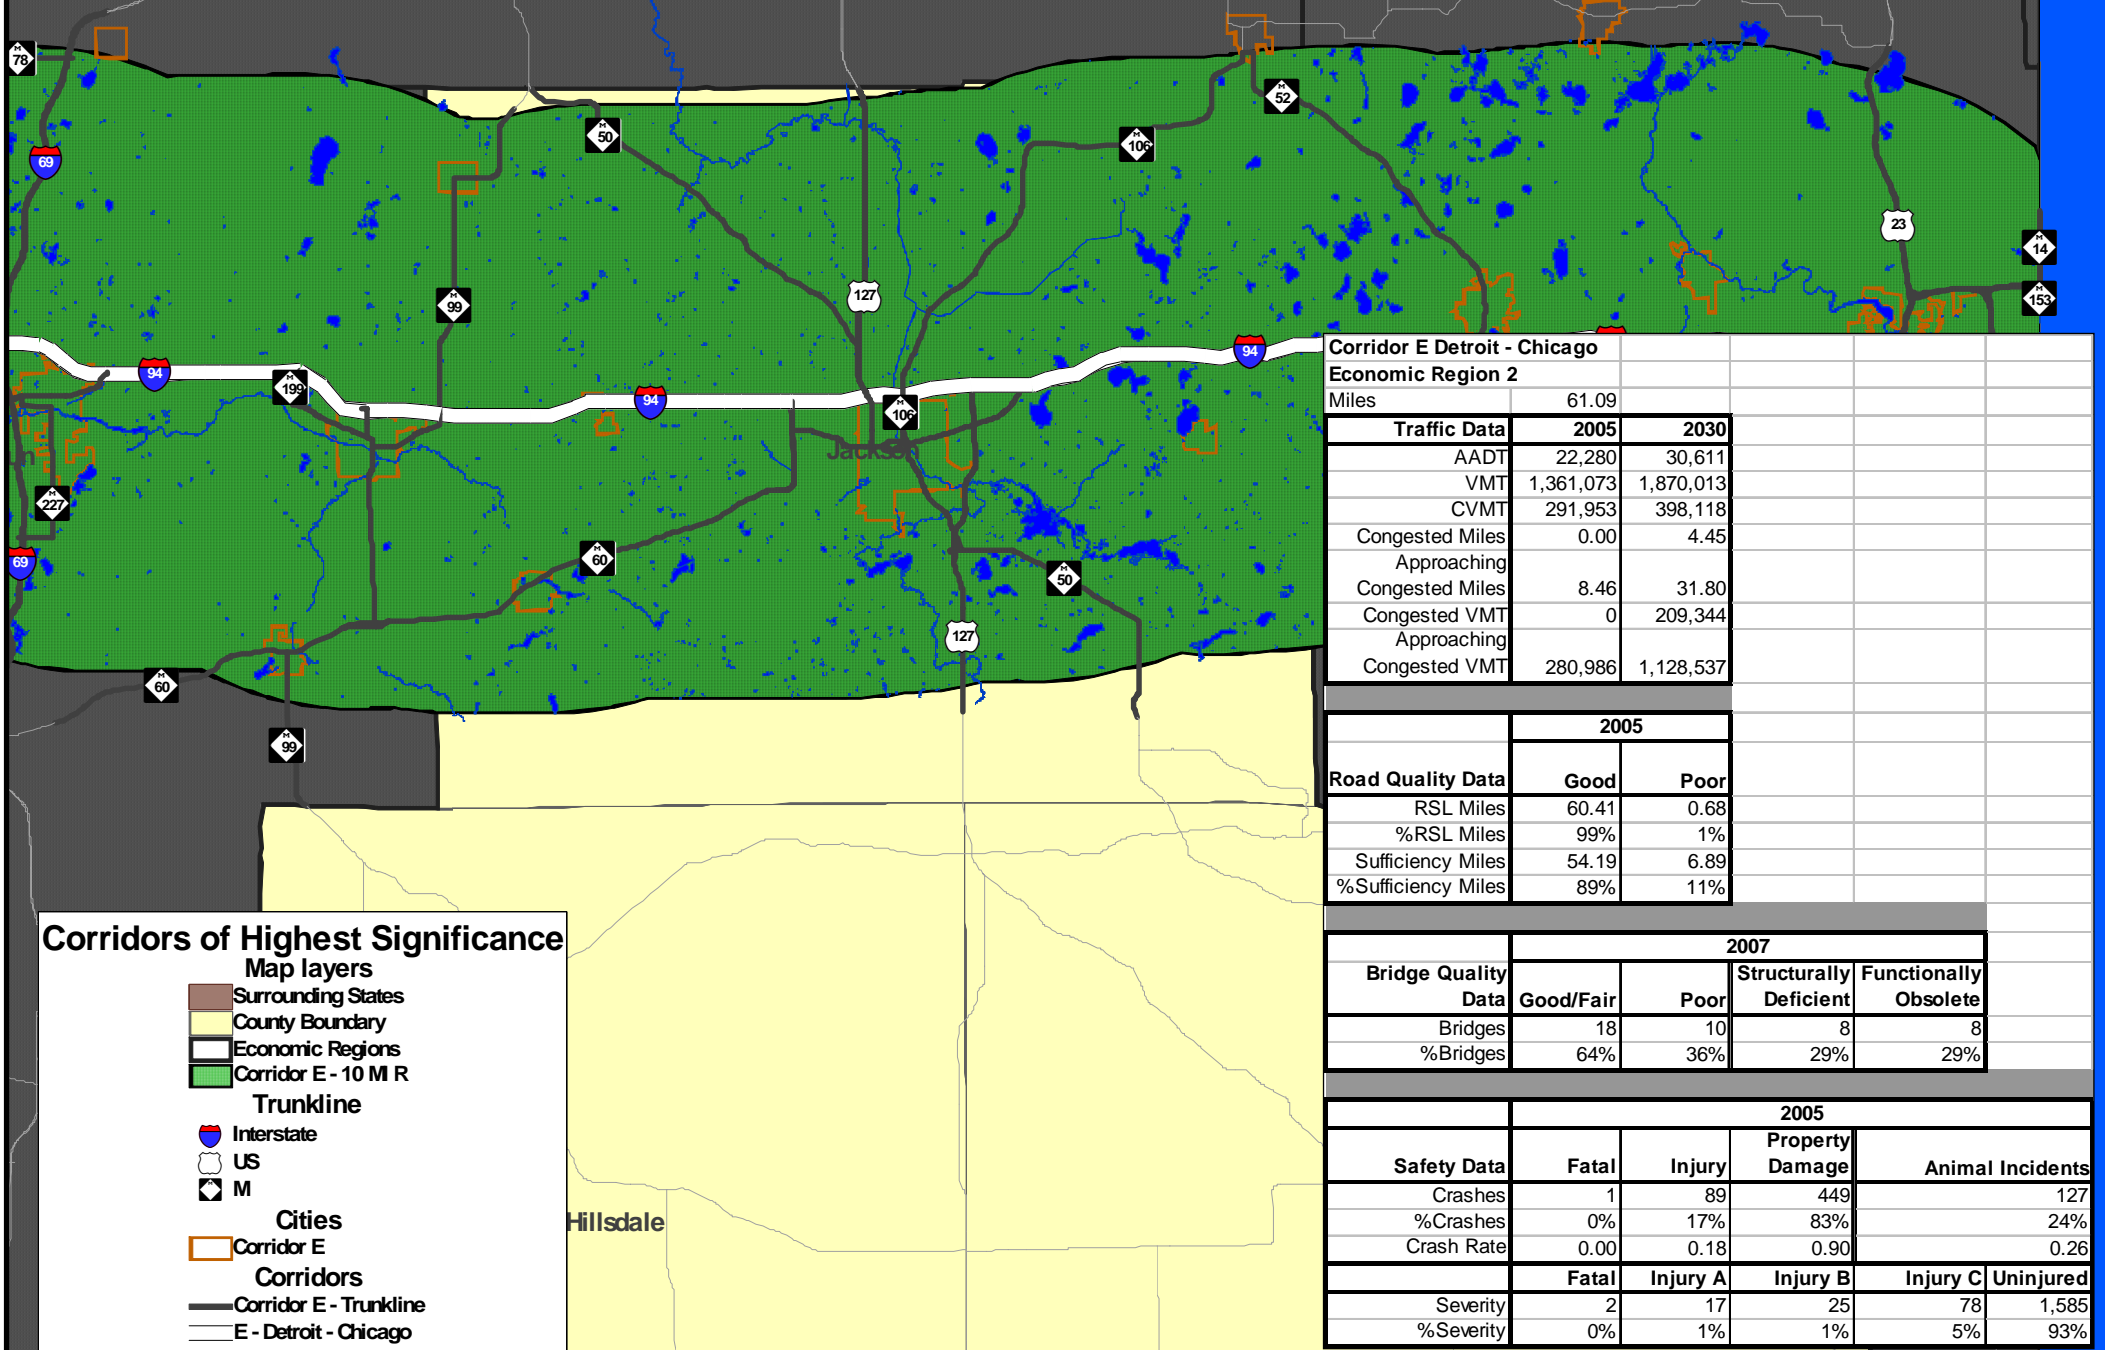 M 78
69
M 50
M 52
M 106
M 99
127
23
M 14
M 153
94
M 199
94
94
M 106
Jackson
M 227
69
M 60
M 50
127
M 60
M 99
Hillsdale
Corridors of Highest Significance
Map layers
Surrounding States
County Boundary
Economic Regions
Corridor E - 10 MI R
Trunkline
Interstate
US
M
Cities
Corridor E
Corridors
Corridor E - Trunkline
E - Detroit - Chicago
Corridor E Detroit - Chicago
Economic Region 2
Miles 61.09
Traffic Data 2005 2030
AADT 22,280 30,611
VMT 1,361,073 1,870,013
CVMT 291,953 398,118
Congested Miles 0.00 4.45
Approaching
Congested Miles 8.46 31.80
Congested VMT 0 209,344
Approaching
Congested VMT 280,986 1,128,537
2005
Road Quality Data Good Poor
RSL Miles 60.41 0.68
%RSL Miles 99% 1%
Sufficiency Miles 54.19 6.89
%Sufficiency Miles 89% 11%
2007
Bridge Quality Structurally Functionally
Data Good/Fair Poor Deficient Obsolete
Bridges 18 10 8 8
%Bridges 64% 36% 29% 29%
2005
Property
Safety Data Fatal Injury Damage Animal Incidents
Crashes 1 89 449 127
%Crashes 0% 17% 83% 24%
Crash Rate 0.00 0.18 0.90 0.26
Fatal Injury A Injury B Injury C Uninjured
Severity 2 17 25 78 1,585
%Severity 0% 1% 1% 5% 93%